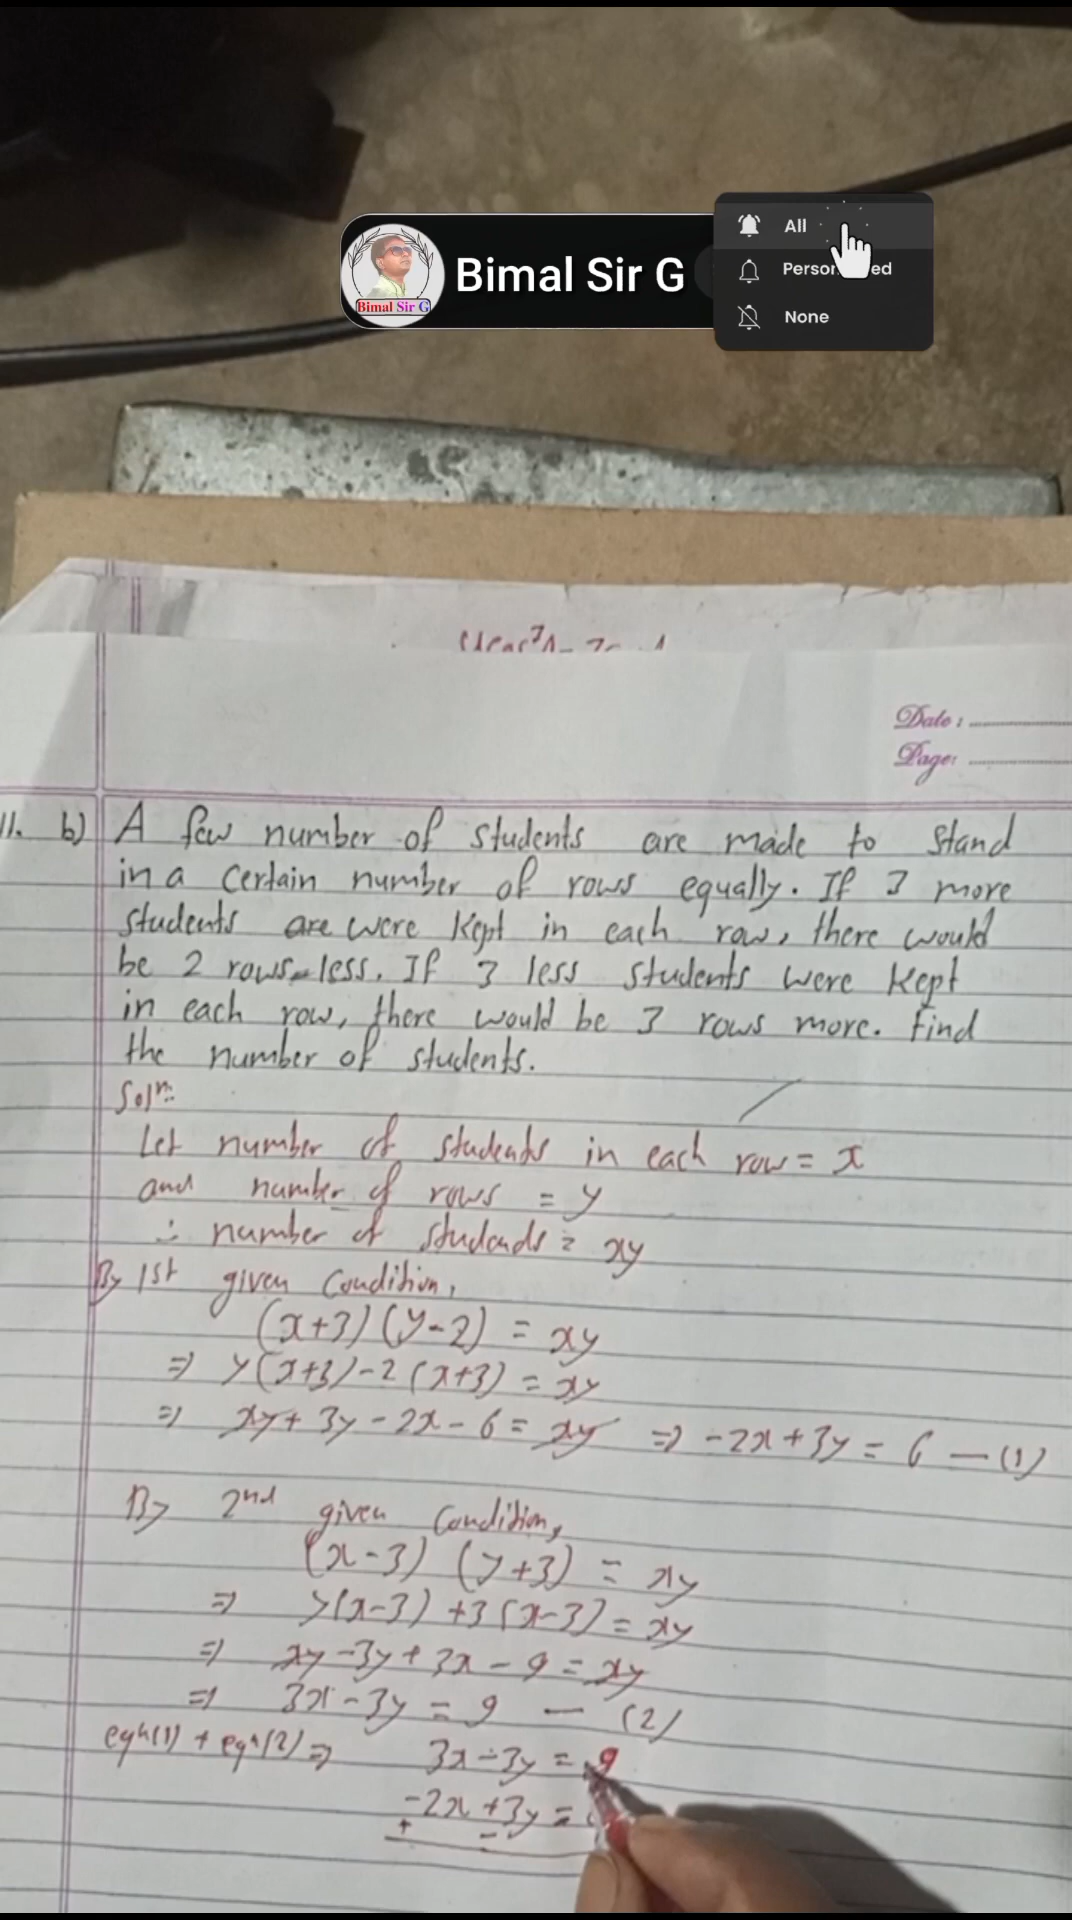 Bimal Sir G
Bimal Sir G
All
None
Date:
Page:
11. b) A few number of students are made to stand
in a certain number of rows equally. If 3 more
students are were kept in each row, there would
be 2 rows less. If 3 less students were kept
in each row, there would be 3 rows more. Find
the number of students.
Solⁿ:
Let number of students in each row = x
and number of rows = y
∴ number of students = xy
By 1st given condition,
(x+3) (y-2) = xy
⇒ y(x+3) -2 (x+3) = xy
⇒ xy + 3y - 2x - 6 = xy ⇒ -2x + 3y = 6 — (1)
By 2nd given condition,
(x-3) (y+3) = xy
⇒ y(x-3) +3(x-3) = xy
⇒ xy -3y + 3x - 9 = xy
⇒ 3x - 3y = 9 — (2)
eqⁿ(1) + eqⁿ(2) ⇒ 3x - 3y = 9
-2x + 3y =
+ -